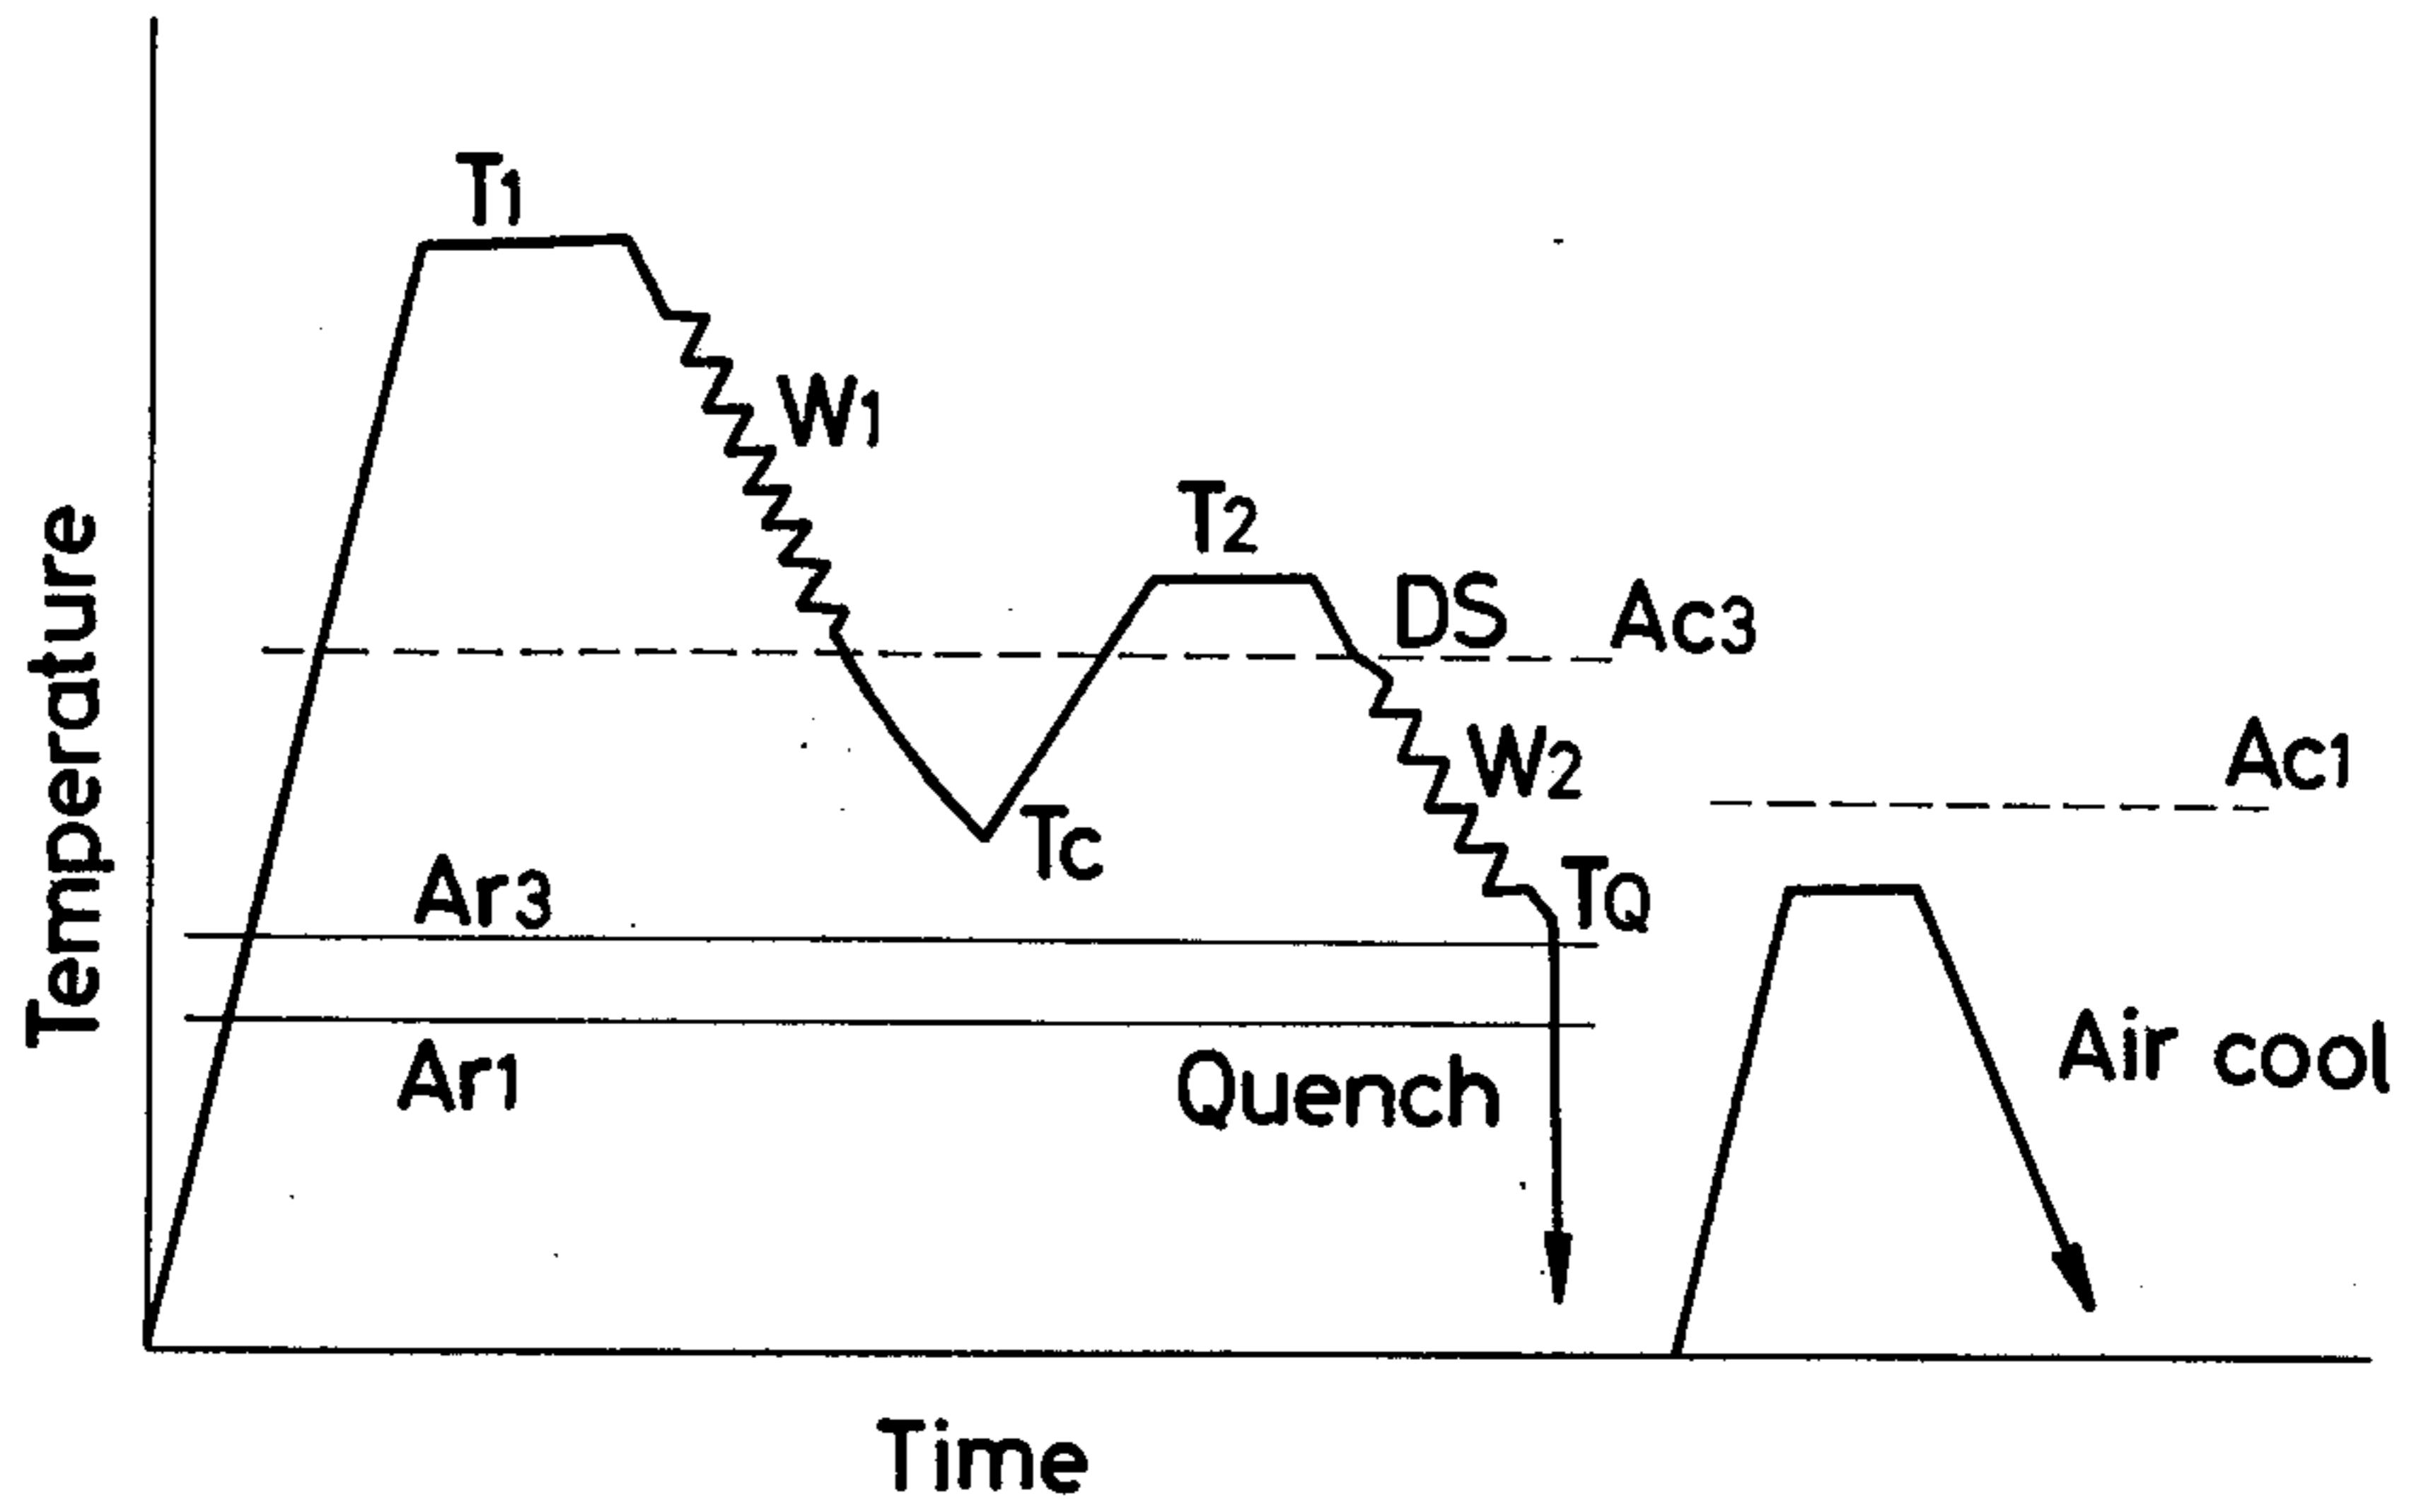 T1
W1
T2
DS
Ac3
W2
Ac1
Tc
TQ
Ar3
Ar1
Quench
Air cool
Temperature
Time